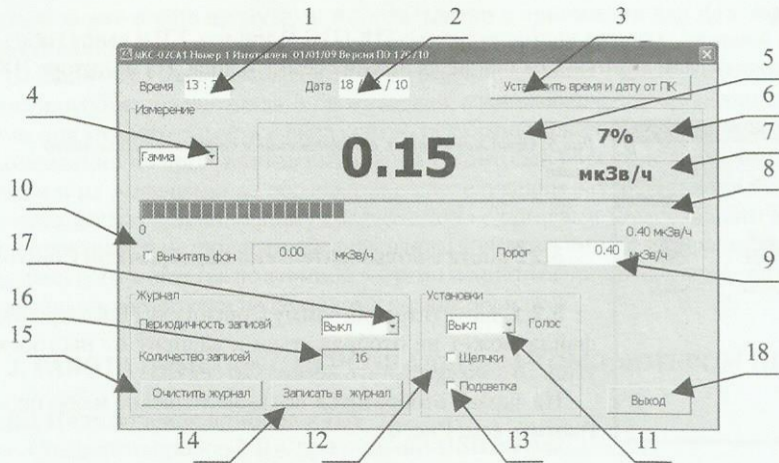 1
2
3
МКС-02СА1 Номер 1 Изготовлен 01/01/09 Версия ПО 170/10
5
Время 13 : Дата 18 / / 10 Установить время и дату от ПК
6
4
Измерение
7
Гамма 0.15 7%
мкЗв/ч
8
10
0 0.40 мкЗв/ч
17
Вычитать фон 0.00 мкЗв/ч Порог 0.40 мкЗв/ч
9
16
Журнал Установки
Периодичность записей Выкл Выкл Голос
15
Количество записей 16 Щелчки
18
Очистить журнал Записать в журнал Подсветка Выход
14 12 13 11